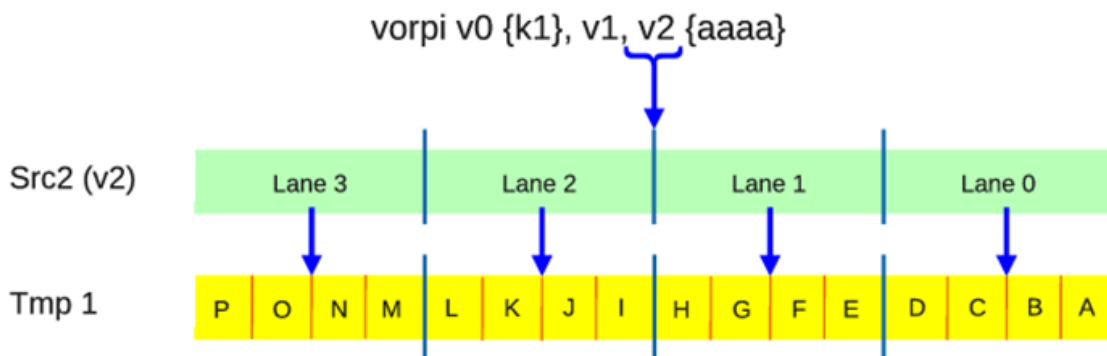 vorpi v0 {k1}, v1, v2 {aaaa}
Src2 (v2) Lane 3 Lane 2 Lane 1 Lane 0
Tmp 1 P O N M L K J I H G F E D C B A